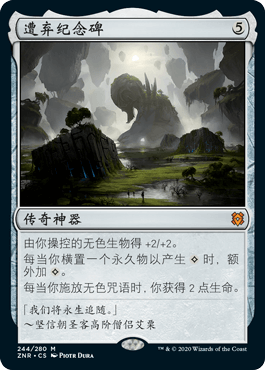 遭弃纪念碑 5
传奇神器
由你操控的无色生物得 +2/+2。
每当你横置一个永久物以产生 ◇ 时，额
外加 ◇。
每当你施放无色咒语时，你获得 2 点生命。
「我们将永生追随。」
～坚信朝圣客高阶僧侣艾莱
244/280 M
ZNR • CS Piotr Dura
™ & © 2020 Wizards of the Coast